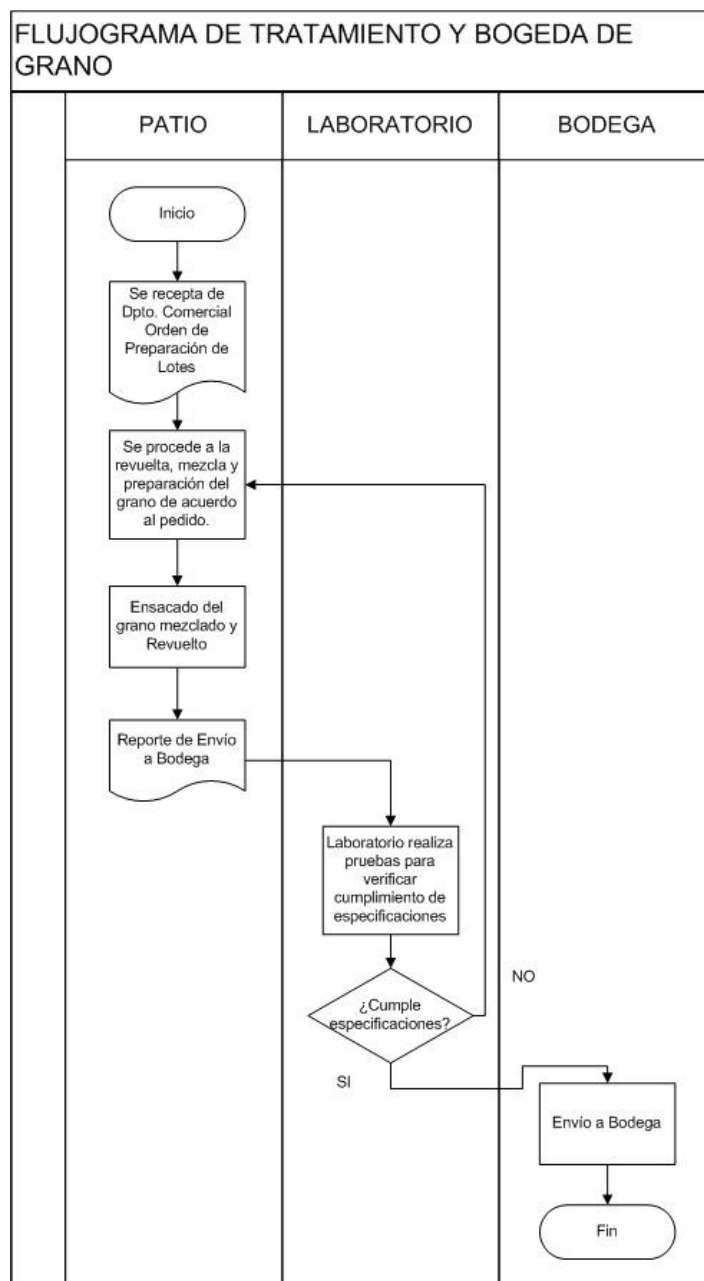 FLUJOGRAMA DE TRATAMIENTO Y BOGEDA DE
GRANO
PATIO
LABORATORIO
BODEGA
Inicio
Se recepta de
Dpto. Comercial
Orden de
Preparación de
Lotes
Se procede a la
revuelta, mezcla y
preparación del
grano de acuerdo
al pedido.
Ensacado del
grano mezclado y
Revuelto
Reporte de Envío
a Bodega
Laboratorio realiza
pruebas para
verificar
cumplimiento de
especificaciones
¿Cumple
especificaciones?
NO
SI
Envío a Bodega
Fin